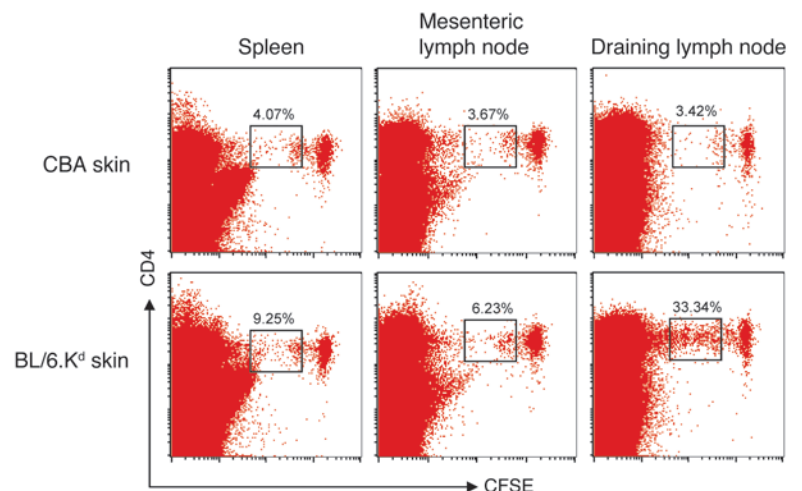 Spleen
Mesenteric
lymph node
Draining lymph node
CBA skin
4.07%
3.67%
3.42%
BL/6.Kᵈ skin
9.25%
6.23%
33.34%
CD4
CFSE